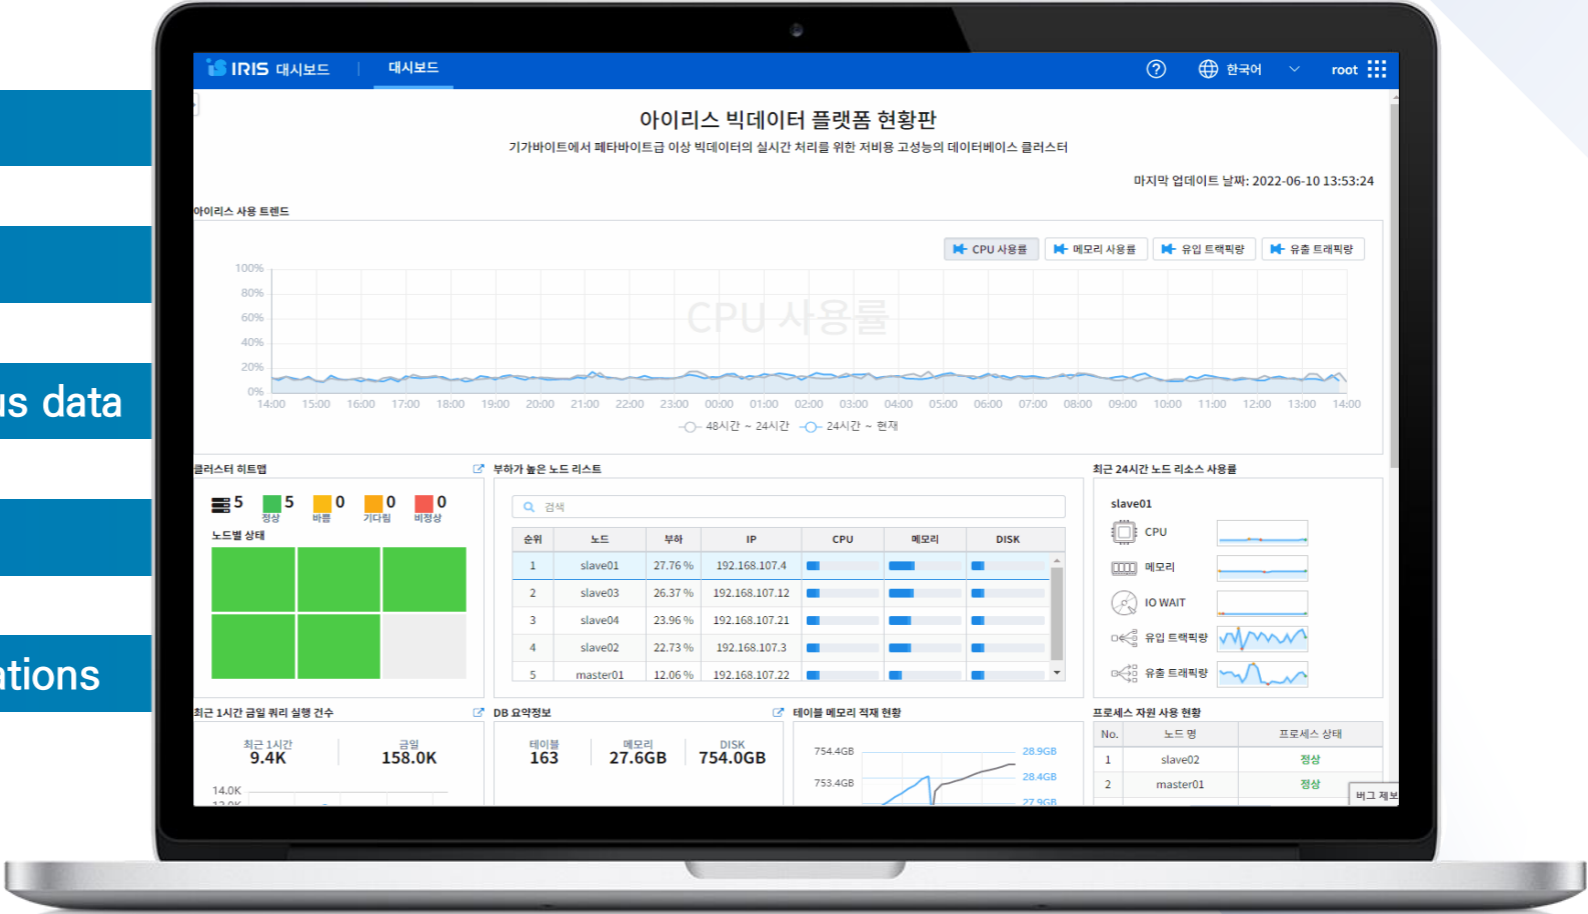 us data
ations
IRIS 대시보드
대시보드
한국어
root
아이리스 빅데이터 플랫폼 현황판
기가바이트에서 페타바이트급 이상 빅데이터의 실시간 처리를 위한 저비용 고성능의 데이터베이스 클러스터
마지막 업데이트 날짜: 2022-06-10 13:53:24
아이리스 사용 트렌드
CPU 사용률 메모리 사용률 유입 트랙픽량 유출 트래픽량
CPU 사용률
100%
80%
60%
40%
20%
0%
14:00 15:00 16:00 17:00 18:00 19:00 20:00 21:00 22:00 23:00 00:00 01:00 02:00 03:00 04:00 05:00 06:00 07:00 08:00 09:00 10:00 11:00 12:00 13:00 14:00
48시간 ~ 24시간 24시간 ~ 현재
클러스터 히트맵
5 5 0 0 0
정상 바쁨 기다림 비정상
노드별 상태
부하가 높은 노드 리스트
검색
순위 노드 부하 IP CPU 메모리 DISK
1 slave01 27.76 % 192.168.107.4
2 slave03 26.37 % 192.168.107.12
3 slave04 23.96 % 192.168.107.21
4 slave02 22.73 % 192.168.107.3
5 master01 12.06 % 192.168.107.22
최근 24시간 노드 리소스 사용률
slave01
CPU
메모리
IO WAIT
유입 트랙픽량
유출 트래픽량
최근 1시간 금일 쿼리 실행 건수
최근 1시간 금일
9.4K 158.0K
14.0K
12.0K
DB 요약정보
테이블 메모리 DISK
163 27.6GB 754.0GB
테이블 메모리 적재 현황
754.4GB 28.9GB
28.4GB
753.4GB
27.9GB
프로세스 자원 사용 현황
No. 노드 명 프로세스 상태
1 slave02 정상
2 master01 정상
버그 제보